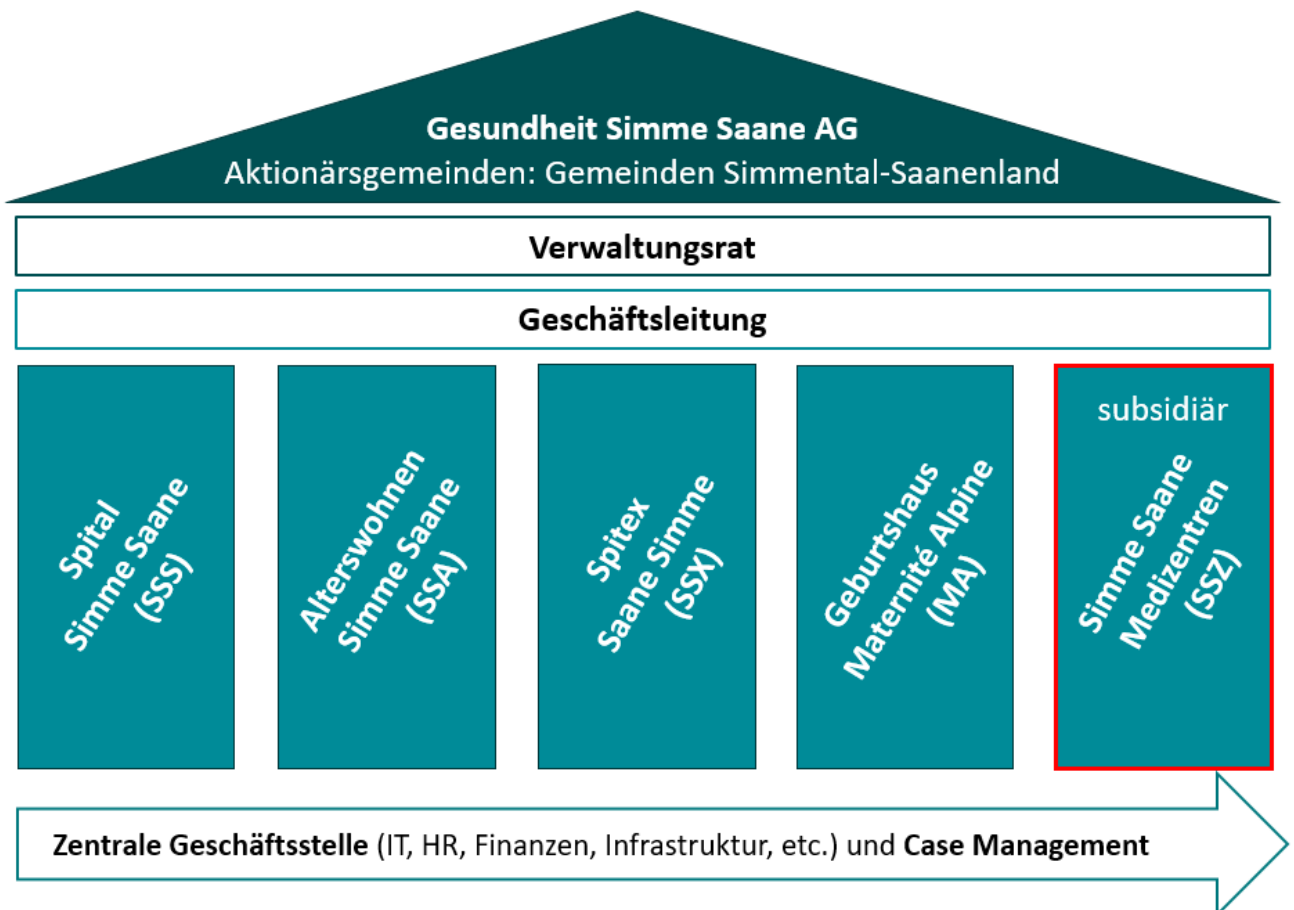 Gesundheit Simme Saane AG
Aktionärsgemeinden: Gemeinden Simmental-Saanenland
Verwaltungsrat
Geschäftsleitung
Spital
Simme Saane
(SSS)
Alterswohnen
Simme Saane
(SSA)
Spitex
Saane Simme
(SSX)
Geburtshaus
Maternité Alpine
(MA)
subsidiär
Simme Saane
Medizentren
(SSZ)
Zentrale Geschäftsstelle (IT, HR, Finanzen, Infrastruktur, etc.) und Case Management